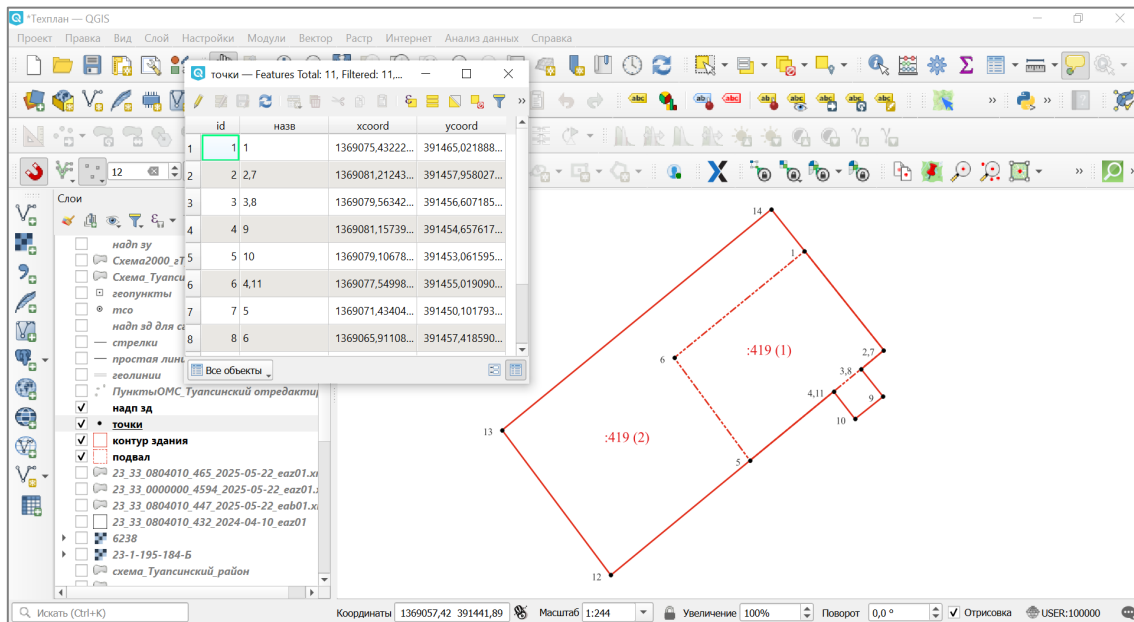 *Техплан — QGIS
Проект Правка Вид Слой Настройки Модули Вектор Растр Интернет Анализ данных Справка
точки — Features Total: 11, Filtered: 11,...
id назв xcoord ycoord
1 1 1 1369075,43222... 391465,021888...
2 2 2,7 1369081,21243... 391457,958027...
3 3 3,8 1369079,56342... 391456,607185...
4 4 9 1369081,15739... 391454,657617...
5 5 10 1369079,10678... 391453,061595...
6 6 4,11 1369077,54998... 391455,019090...
7 7 5 1369071,43404... 391450,101793...
8 8 6 1369065,91108... 391457,418590...
Все объекты
12
Слои
надп зу
Схема2000_гТ
Схема_Туапси
геопункты
тсо
надп зд для са
стрелки
простая лини
геолинии
ПунктыОМС_Туапсинский отредакти
надп зд
точки
контур здания
подвал
23_33_0804010_465_2025-05-22_eaz01.xi
23_33_0000000_4594_2025-05-22_eaz01.
23_33_0804010_447_2025-05-22_eab01.x
23_33_0804010_432_2024-04-10_eaz01
6238
23-1-195-184-Б
схема_Туапсинский_район
14
1
:419 (1)
2,7
6
3,8
4,11
9
10
13
:419 (2)
5
12
Искать (Ctrl+K)
Координаты 1369057,42 391441,89 Масштаб 1:244 Увеличение 100% Поворот 0,0 ° Отрисовка USER:100000